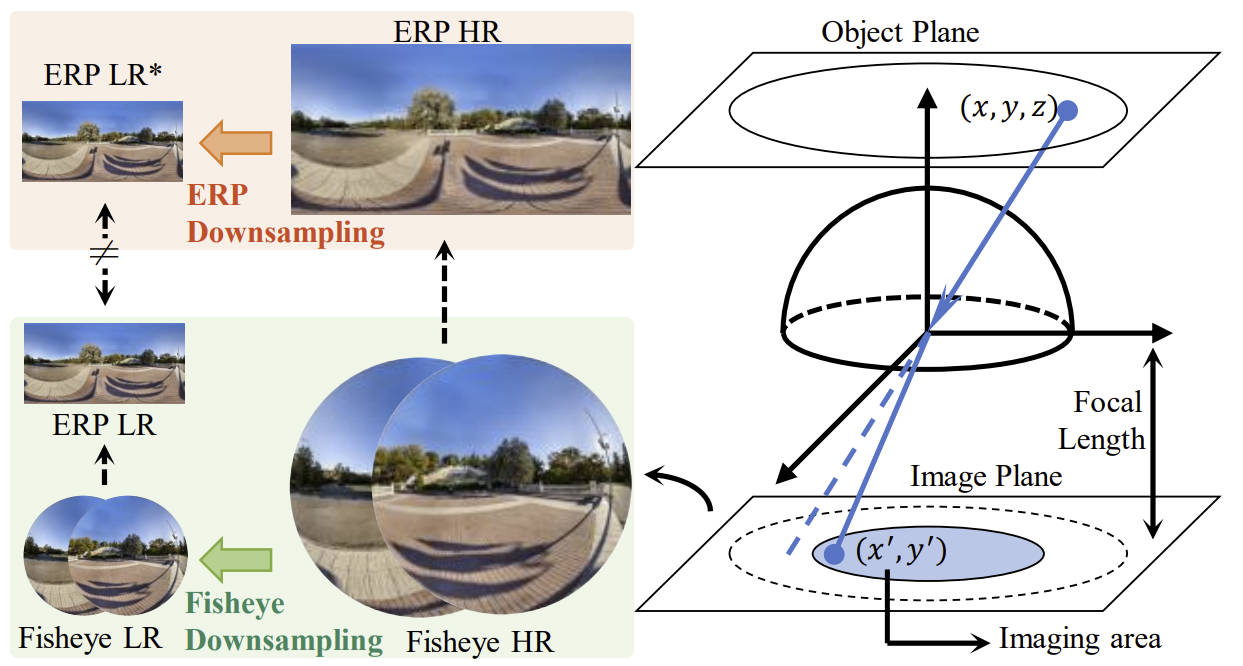 ERP HR
ERP LR*
ERP
Downsampling
≠
ERP LR
Fisheye
Downsampling
Fisheye LR
Fisheye HR
Object Plane
(x, y, z)
Focal
Length
Image Plane
(x′, y′)
Imaging area